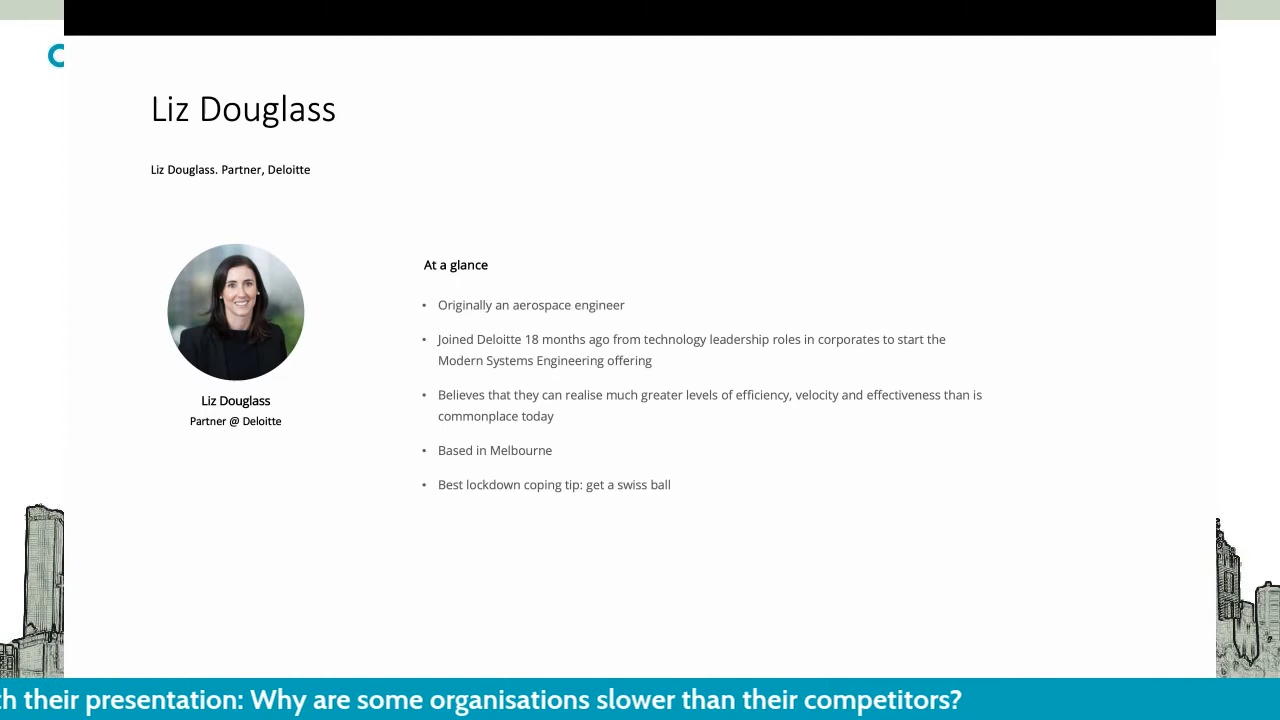 Liz Douglass
Liz Douglass. Partner, Deloitte
At a glance
• Originally an aerospace engineer
• Joined Deloitte 18 months ago from technology leadership roles in corporates to start the
Modern Systems Engineering offering
• Believes that they can realise much greater levels of efficiency, velocity and effectiveness than is
commonplace today
• Based in Melbourne
• Best lockdown coping tip: get a swiss ball
Liz Douglass
Partner @ Deloitte
their presentation: Why are some organisations slower than their competitors?